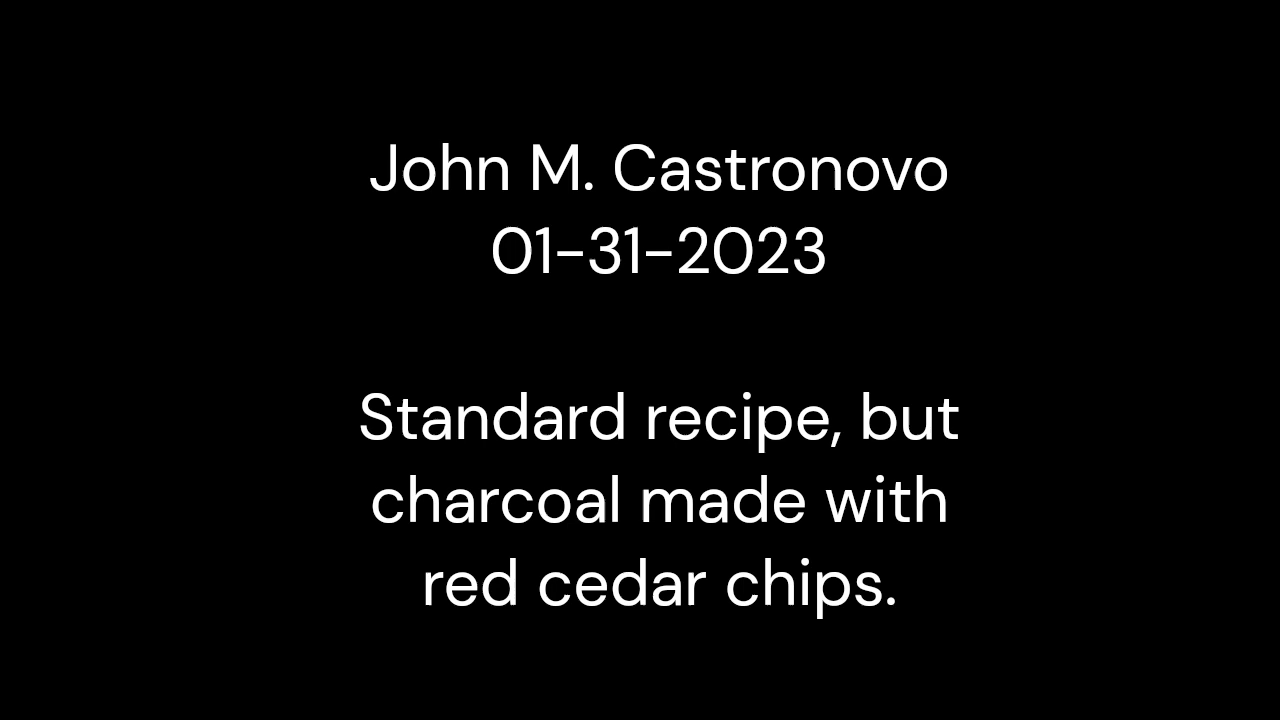 John M. Castronovo
01-31-2023
Standard recipe, but
charcoal made with
red cedar chips.